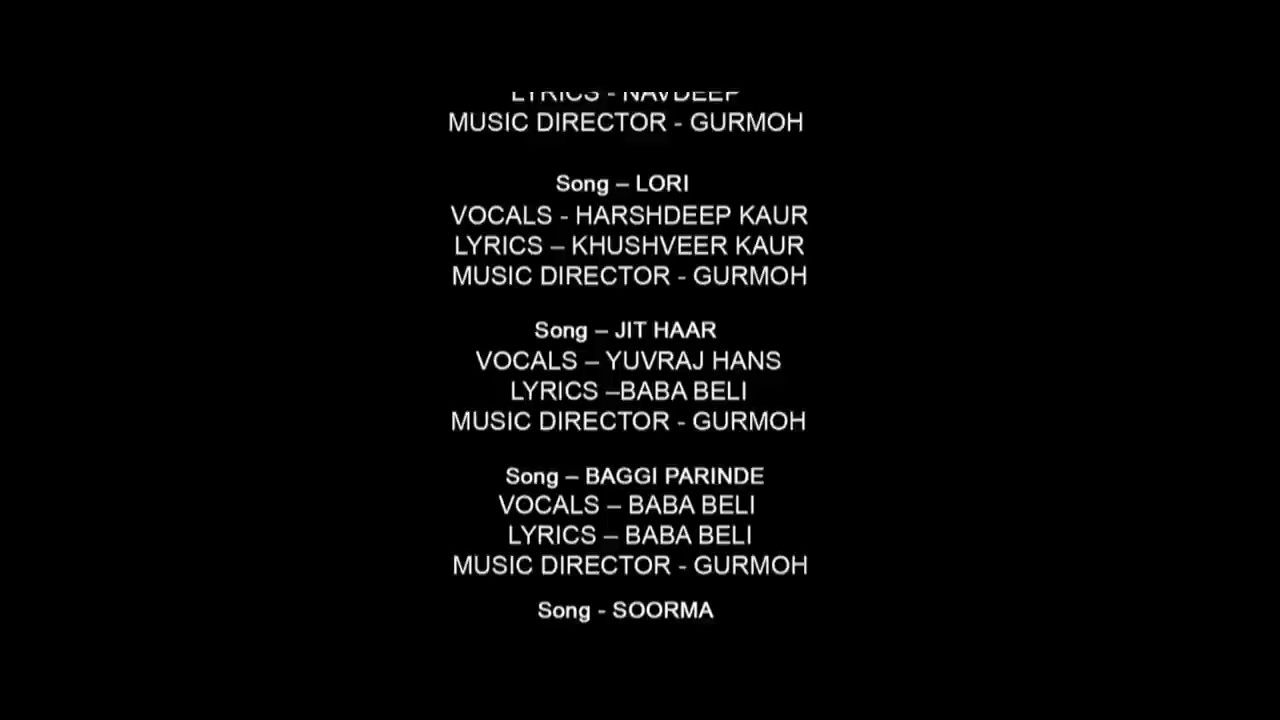 LYRICS - NAVDEEP
MUSIC DIRECTOR - GURMOH
Song – LORI
VOCALS - HARSHDEEP KAUR
LYRICS – KHUSHVEER KAUR
MUSIC DIRECTOR - GURMOH
Song – JIT HAAR
VOCALS – YUVRAJ HANS
LYRICS –BABA BELI
MUSIC DIRECTOR - GURMOH
Song – BAGGI PARINDE
VOCALS – BABA BELI
LYRICS – BABA BELI
MUSIC DIRECTOR - GURMOH
Song - SOORMA